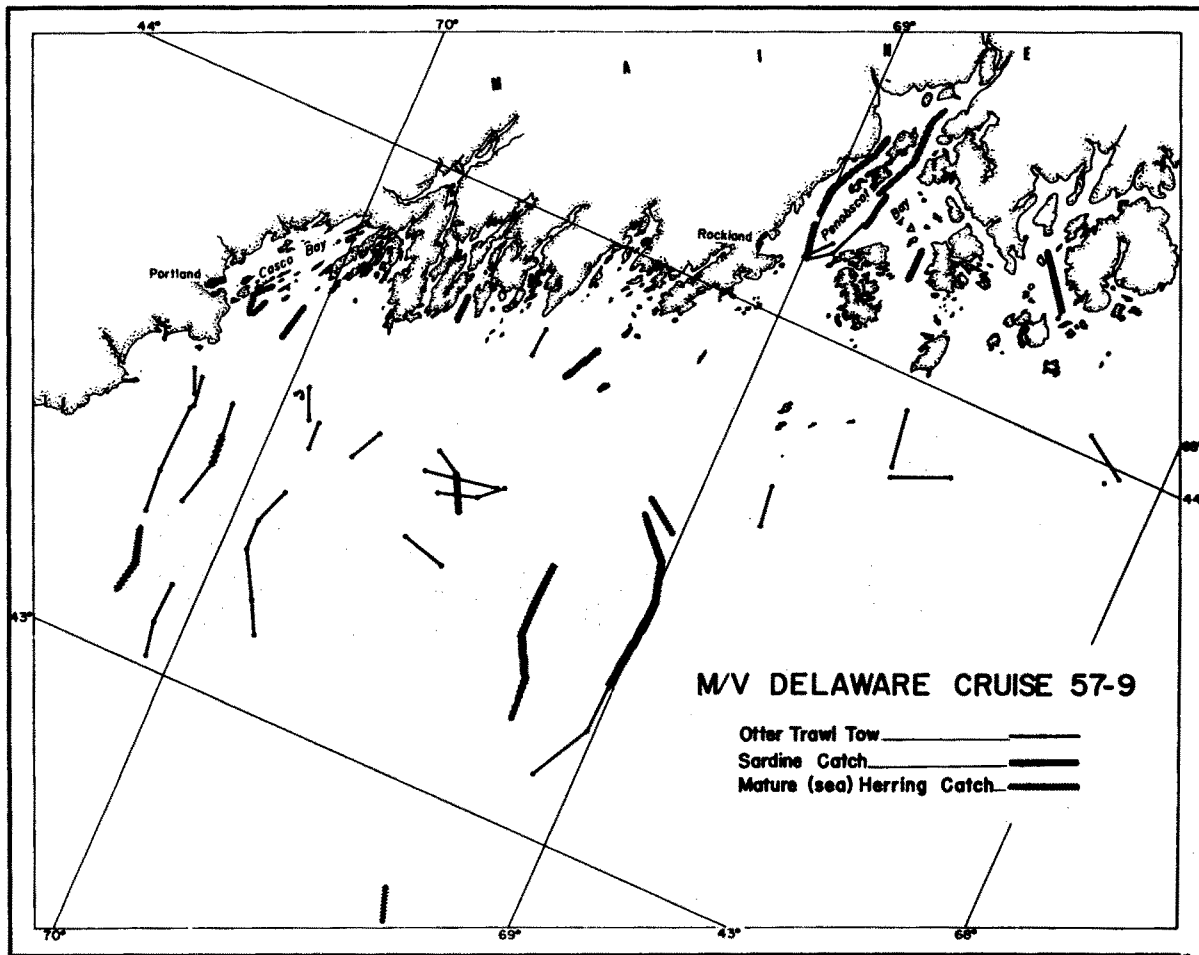 44°
70°
69°
M A I N E
Penobscot Bay
Rockland
Casco Bay
Portland
68°
44°
43°
M/V DELAWARE CRUISE 57-9
Otter Trawl Tow
Sardine Catch
Mature (sea) Herring Catch
70°
69°
43°
68°